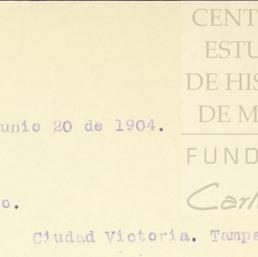 CENT
ESTU
DE HIS
DE M
unio 20 de 1904.
FUND
Carl
o.
Ciudad Victoria. Tampa